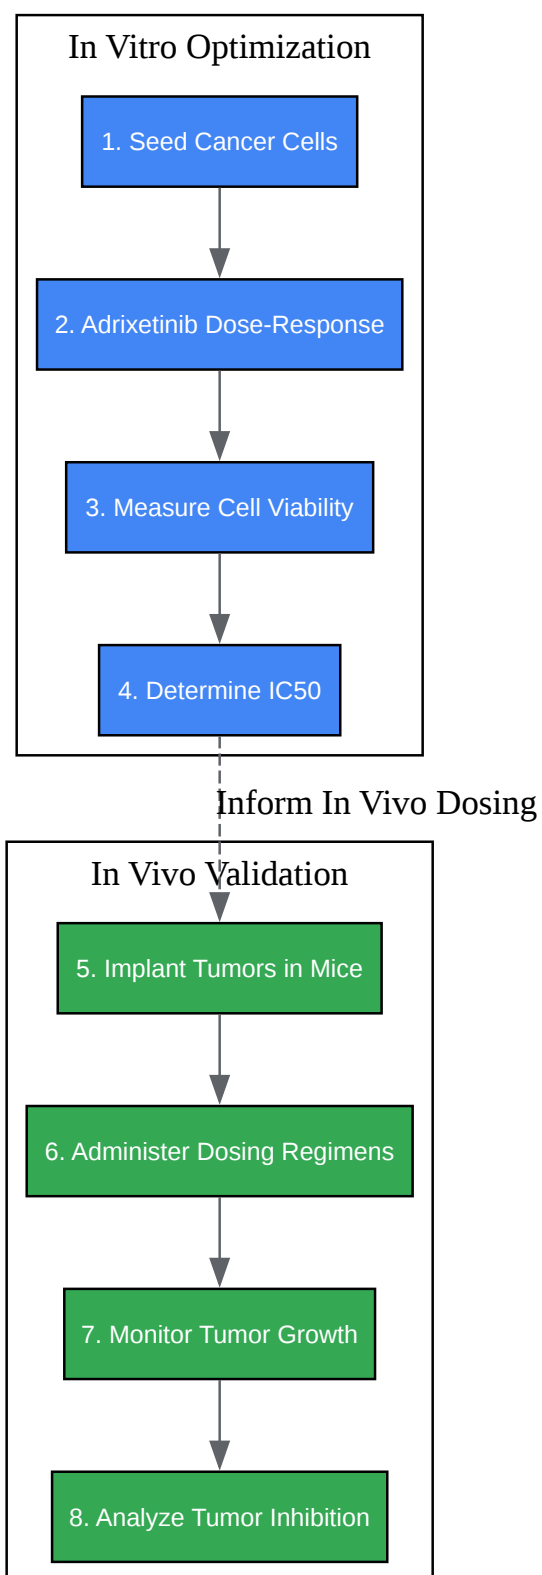 In Vitro Optimization
1. Seed Cancer Cells
2. Adrixetinib Dose-Response
3. Measure Cell Viability
4. Determine IC50
Inform In Vivo Dosing
In Vivo Validation
5. Implant Tumors in Mice
6. Administer Dosing Regimens
7. Monitor Tumor Growth
8. Analyze Tumor Inhibition